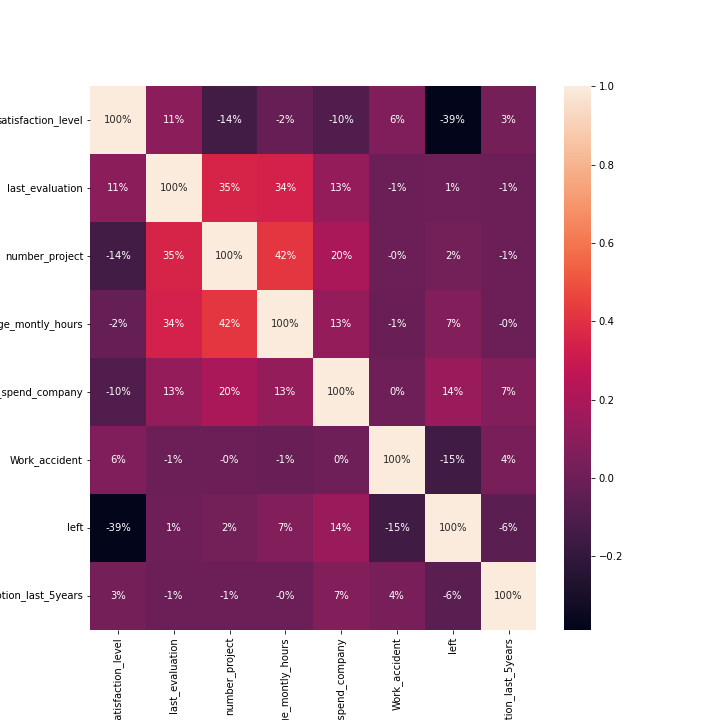 1.0
satisfaction_level 100% 11% -14% -2% -10% 6% -39% 3%
0.8
last_evaluation 11% 100% 35% 34% 13% -1% 1% -1%
0.6
number_project -14% 35% 100% 42% 20% -0% 2% -1%
ge_montly_hours -2% 34% 42% 100% 13% -1% 7% -0%
0.4
_spend_company -10% 13% 20% 13% 100% 0% 14% 7%
0.2
Work_accident 6% -1% -0% -1% 0% 100% -15% 4%
0.0
left -39% 1% 2% 7% 14% -15% 100% -6%
−0.2
otion_last_5years 3% -1% -1% -0% 7% 4% -6% 100%
atisfaction_level
last_evaluation
number_project
ge_montly_hours
spend_company
Work_accident
left
tion_last_5years